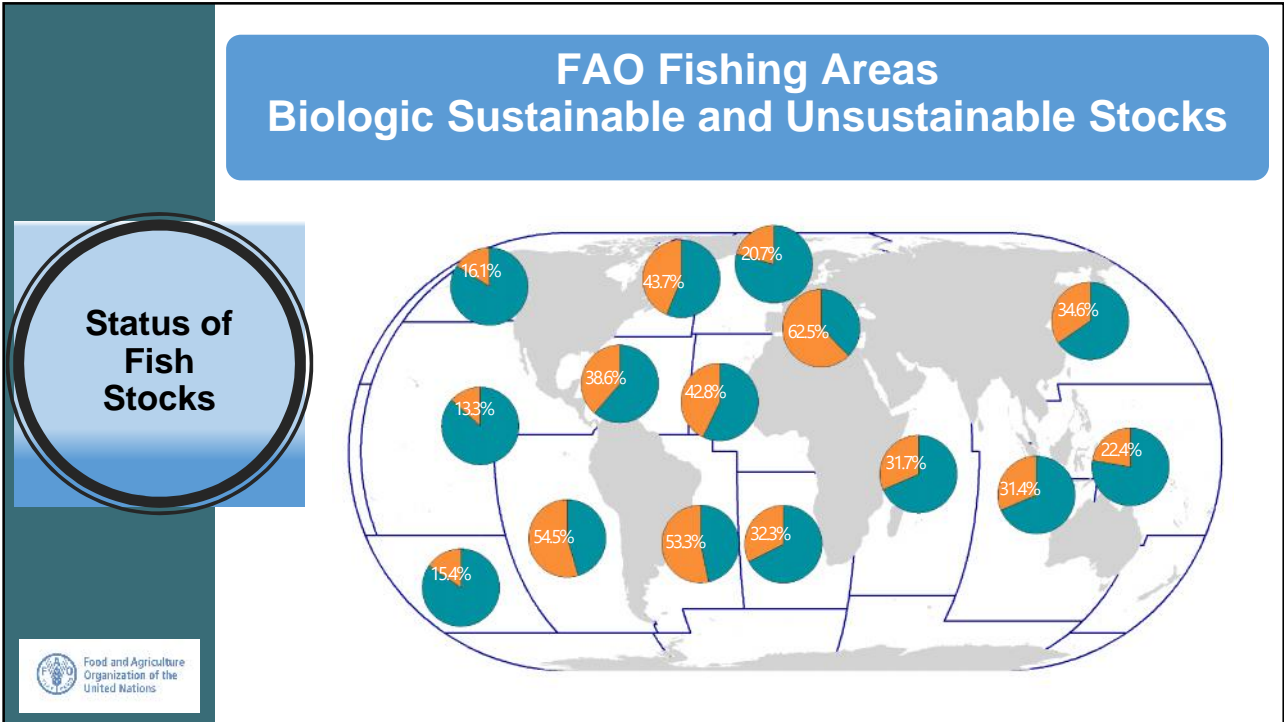 FAO Fishing Areas
Biologic Sustainable and Unsustainable Stocks
Status of
Fish
Stocks
16.1%
43.7%
20.7%
62.5%
34.6%
38.6%
42.8%
13.3%
31.7%
31.4%
22.4%
54.5%
53.3%
32.3%
15.4%
Food and Agriculture
Organization of the
United Nations